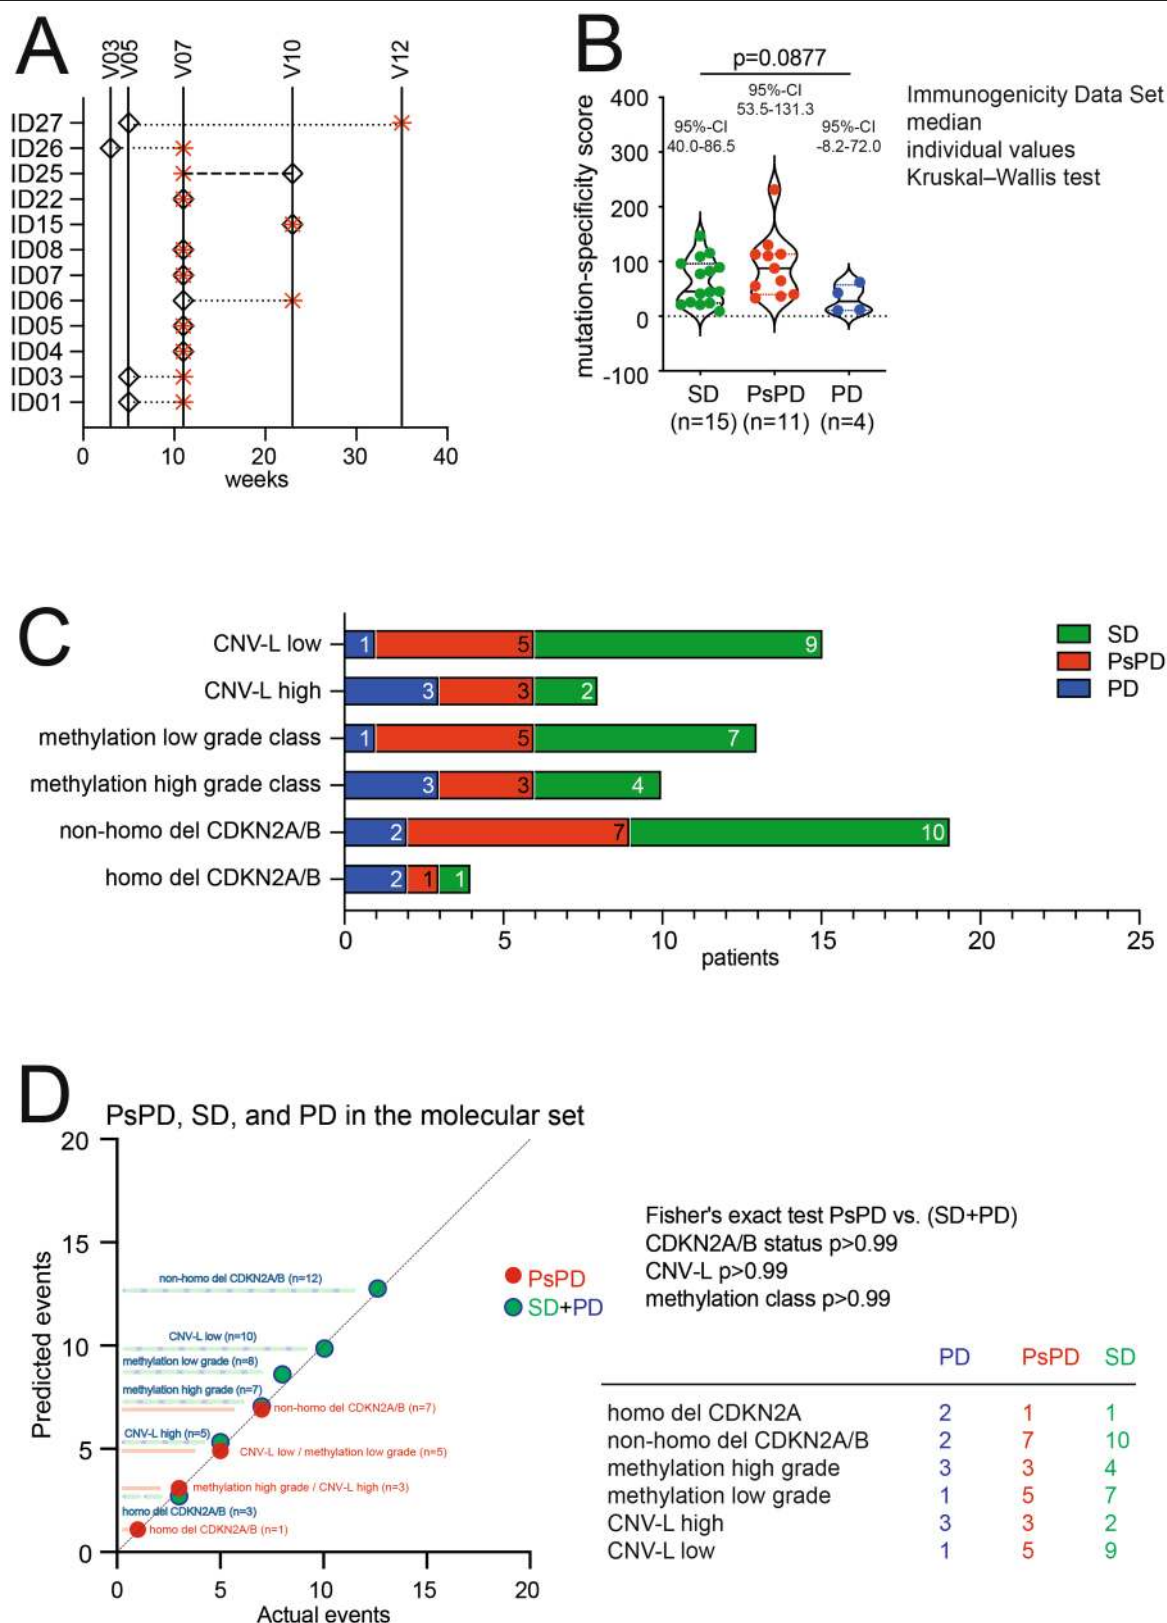 A
V03
V05
V07
V10
V12
ID27
ID26
ID25
ID22
ID15
ID08
ID07
ID06
ID05
ID04
ID03
ID01
0 10 20 30 40
weeks
B
p=0.0877
mutation-specificity score
400
300
200
100
0
-100
95%-CI
40.0-86.5
95%-CI
53.5-131.3
95%-CI
-8.2-72.0
SD PsPD PD
(n=15) (n=11) (n=4)
Immunogenicity Data Set
median
individual values
Kruskal–Wallis test
C
CNV-L low 1 5 9
CNV-L high 3 3 2
methylation low grade class 1 5 7
methylation high grade class 3 3 4
non-homo del CDKN2A/B 2 7 10
homo del CDKN2A/B 2 1 1
0 5 10 15 20 25
patients
SD
PsPD
PD
D
PsPD, SD, and PD in the molecular set
Predicted events
20
15
10
5
0
non-homo del CDKN2A/B (n=12)
CNV-L low (n=10)
methylation low grade (n=8)
methylation high grade (n=7)
non-homo del CDKN2A/B (n=7)
CNV-L high (n=5)
CNV-L low / methylation low grade (n=5)
methylation high grade / CNV-L high (n=3)
homo del CDKN2A/B (n=3)
homo del CDKN2A/B (n=1)
0 5 10 15 20
Actual events
PsPD
SD+PD
Fisher's exact test PsPD vs. (SD+PD)
CDKN2A/B status p>0.99
CNV-L p>0.99
methylation class p>0.99
PD PsPD SD
homo del CDKN2A 2 1 1
non-homo del CDKN2A/B 2 7 10
methylation high grade 3 3 4
methylation low grade 1 5 7
CNV-L high 3 3 2
CNV-L low 1 5 9